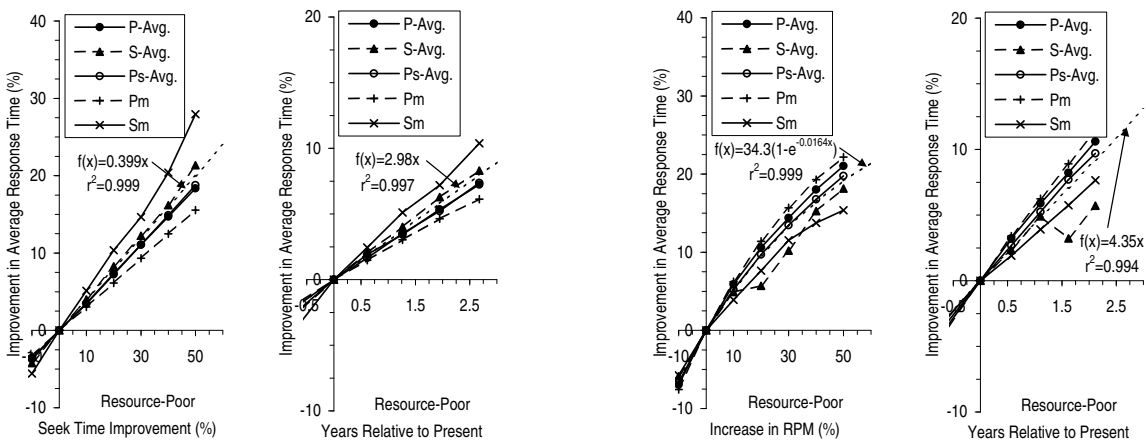 Improvement in Average Response Time (%)
40
30
20
10
0
-10
-10
10
20
30
40
50
P-Avg.
S-Avg.
Ps-Avg.
Pm
Sm
f(x)=0.399x
r²=0.999
Resource-Poor
Seek Time Improvement (%)
Improvement in Average Response Time (%)
20
10
0
-10
0.5
1.5
2.5
P-Avg.
S-Avg.
Ps-Avg.
Pm
Sm
f(x)=2.98x
r²=0.997
Resource-Poor
Years Relative to Present
Improvement in Average Response Time (%)
40
30
20
10
0
-10
10
20
30
40
50
P-Avg.
S-Avg.
Ps-Avg.
Pm
Sm
f(x)=34.3(1-e^-0.0164x)
r²=0.999
Resource-Poor
Increase in RPM (%)
Improvement in Average Response Time (%)
20
10
0
-10
0.5
1.5
2.5
P-Avg.
S-Avg.
Ps-Avg.
Pm
Sm
f(x)=4.35x
r²=0.994
Resource-Poor
Years Relative to Present